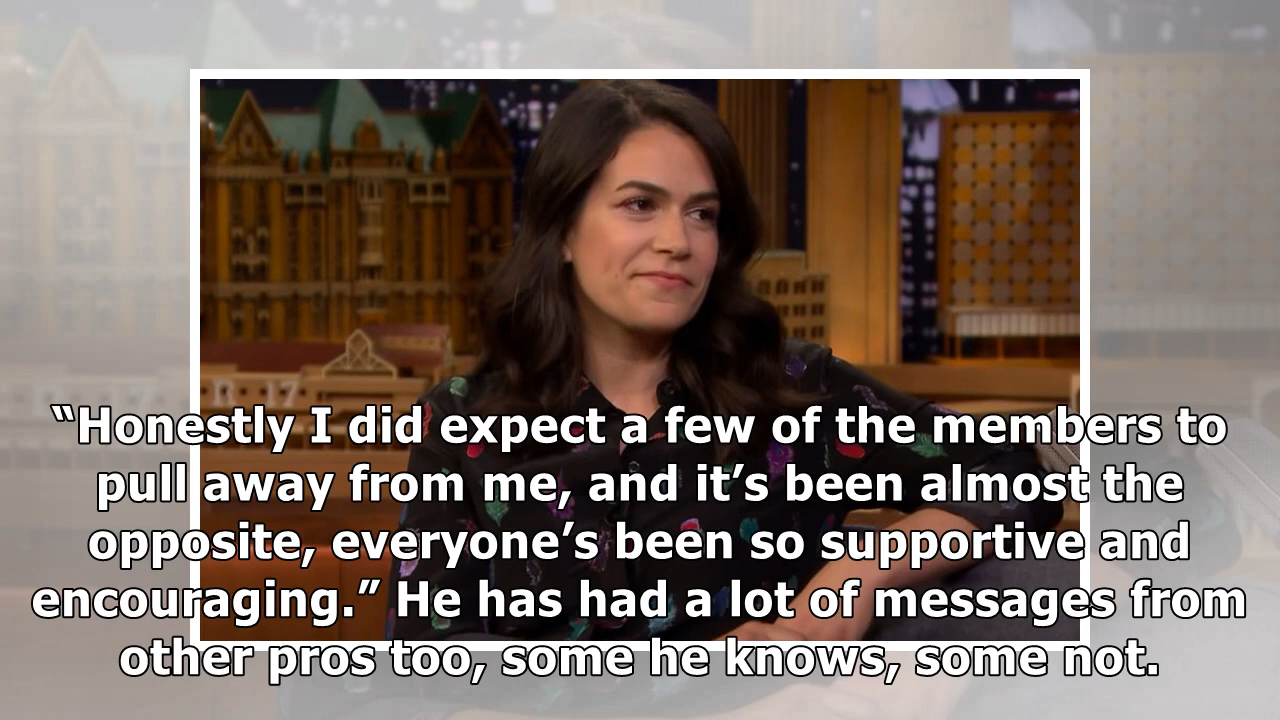 “Honestly I did expect a few of the members to
pull away from me, and it’s been almost the
opposite, everyone’s been so supportive and
encouraging.” He has had a lot of messages from
other pros too, some he knows, some not.
R 17